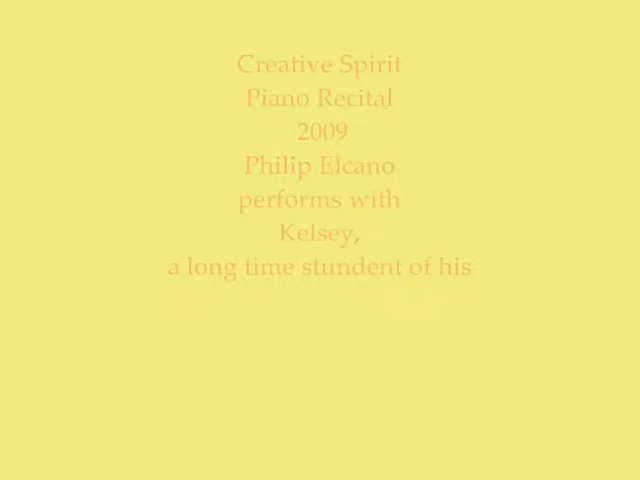 Creative Spirit
Piano Recital
2009
Philip Elcano
performs with
Kelsey,
a long time stundent of his